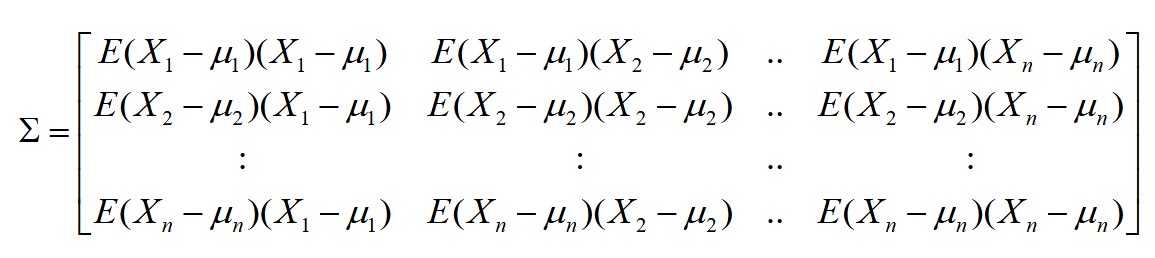 E(X₁ − μ₁)(X₁ − μ₁) E(X₁ − μ₁)(X₂ − μ₂) .. E(X₁ − μ₁)(Xₙ − μₙ)
Σ = E(X₂ − μ₂)(X₁ − μ₁) E(X₂ − μ₂)(X₂ − μ₂) .. E(X₂ − μ₂)(Xₙ − μₙ)
: : .. :
E(Xₙ − μₙ)(X₁ − μ₁) E(Xₙ − μₙ)(X₂ − μ₂) .. E(Xₙ − μₙ)(Xₙ − μₙ)